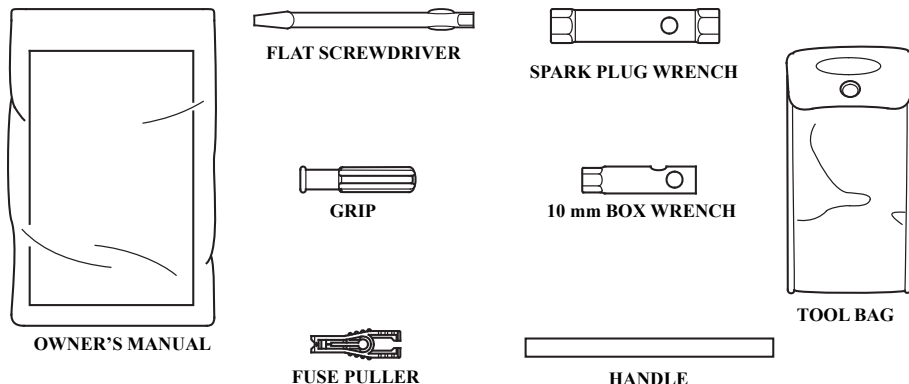 FLAT SCREWDRIVER
SPARK PLUG WRENCH
GRIP
10 mm BOX WRENCH
TOOL BAG
OWNER'S MANUAL
FUSE PULLER
HANDLE